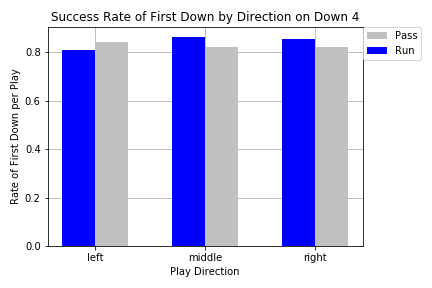 Success Rate of First Down by Direction on Down 4
Pass
Run
Rate of First Down per Play
0.8
0.6
0.4
0.2
0.0
left middle right
Play Direction